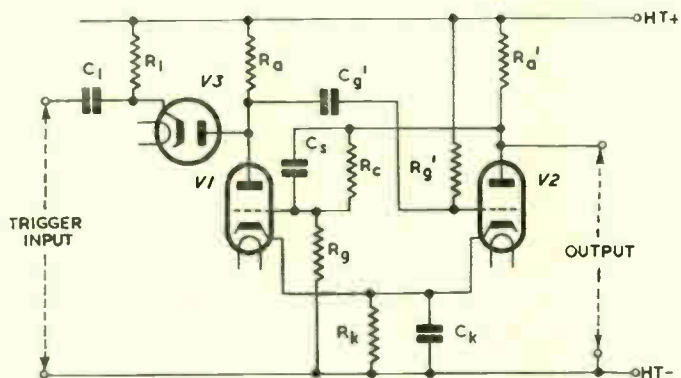 HT+
C1 R1 V3 Ra Cg' Ra'
Cs Rc Rg'
V1 V2
TRIGGER
INPUT
Rg
OUTPUT
Rk Ck
HT-